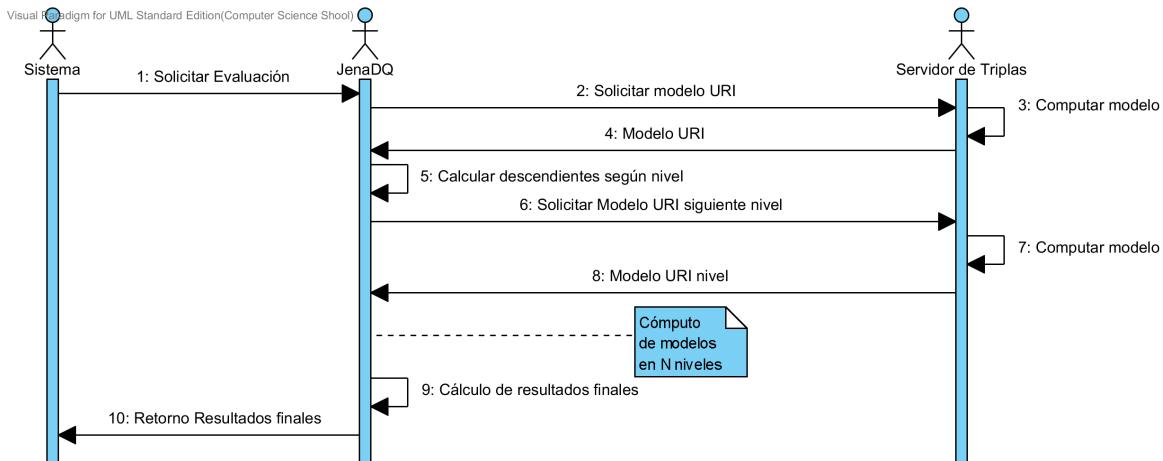 Visual Paradigm for UML Standard Edition(Computer Science Shool)
Sistema
JenaDQ
Servidor de Triplas
1: Solicitar Evaluación
2: Solicitar modelo URI
3: Computar modelo
4: Modelo URI
5: Calcular descendientes según nivel
6: Solicitar Modelo URI siguiente nivel
7: Computar modelo
8: Modelo URI nivel
Cómputo
de modelos
en N niveles
9: Cálculo de resultados finales
10: Retorno Resultados finales